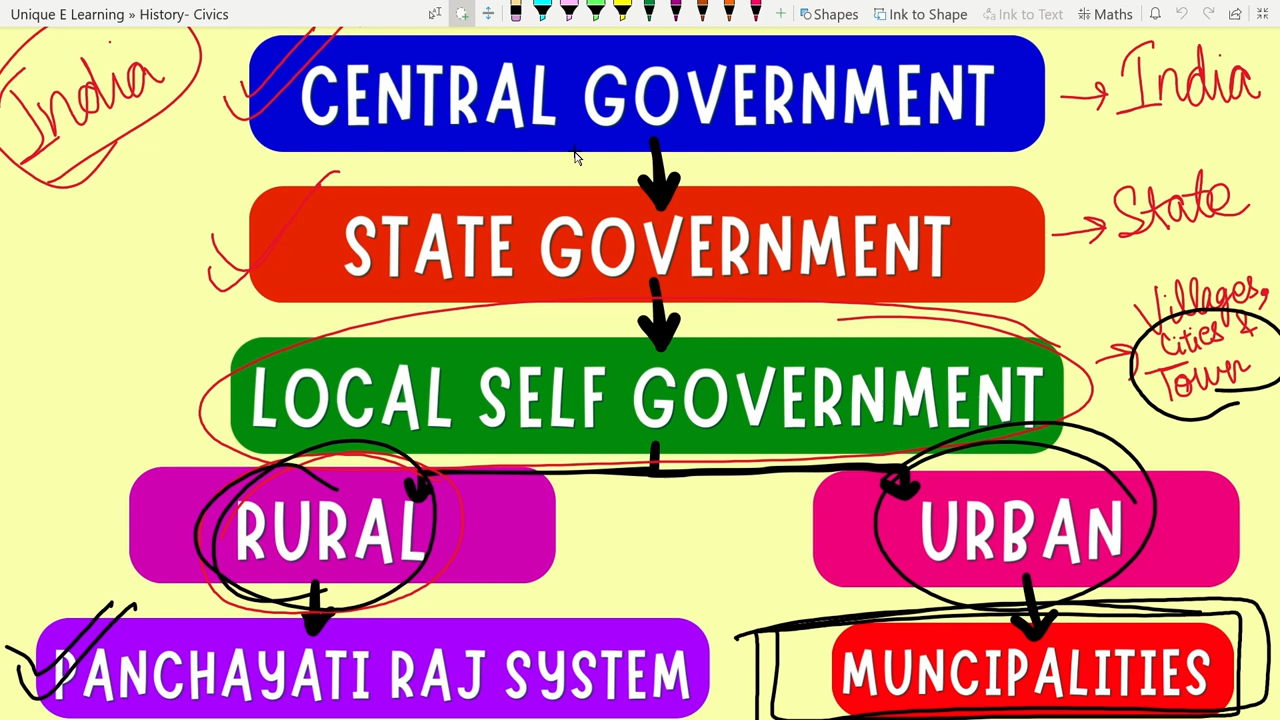 Unique E Learning » History- Civics
Shapes Ink to Shape Ink to Text Maths
India
CENTRAL GOVERNMENT
India
STATE GOVERNMENT
State
LOCAL SELF GOVERNMENT
Villages,
Cities &
Town
RURAL
URBAN
PANCHAYATI RAJ SYSTEM
MUNCIPALITIES